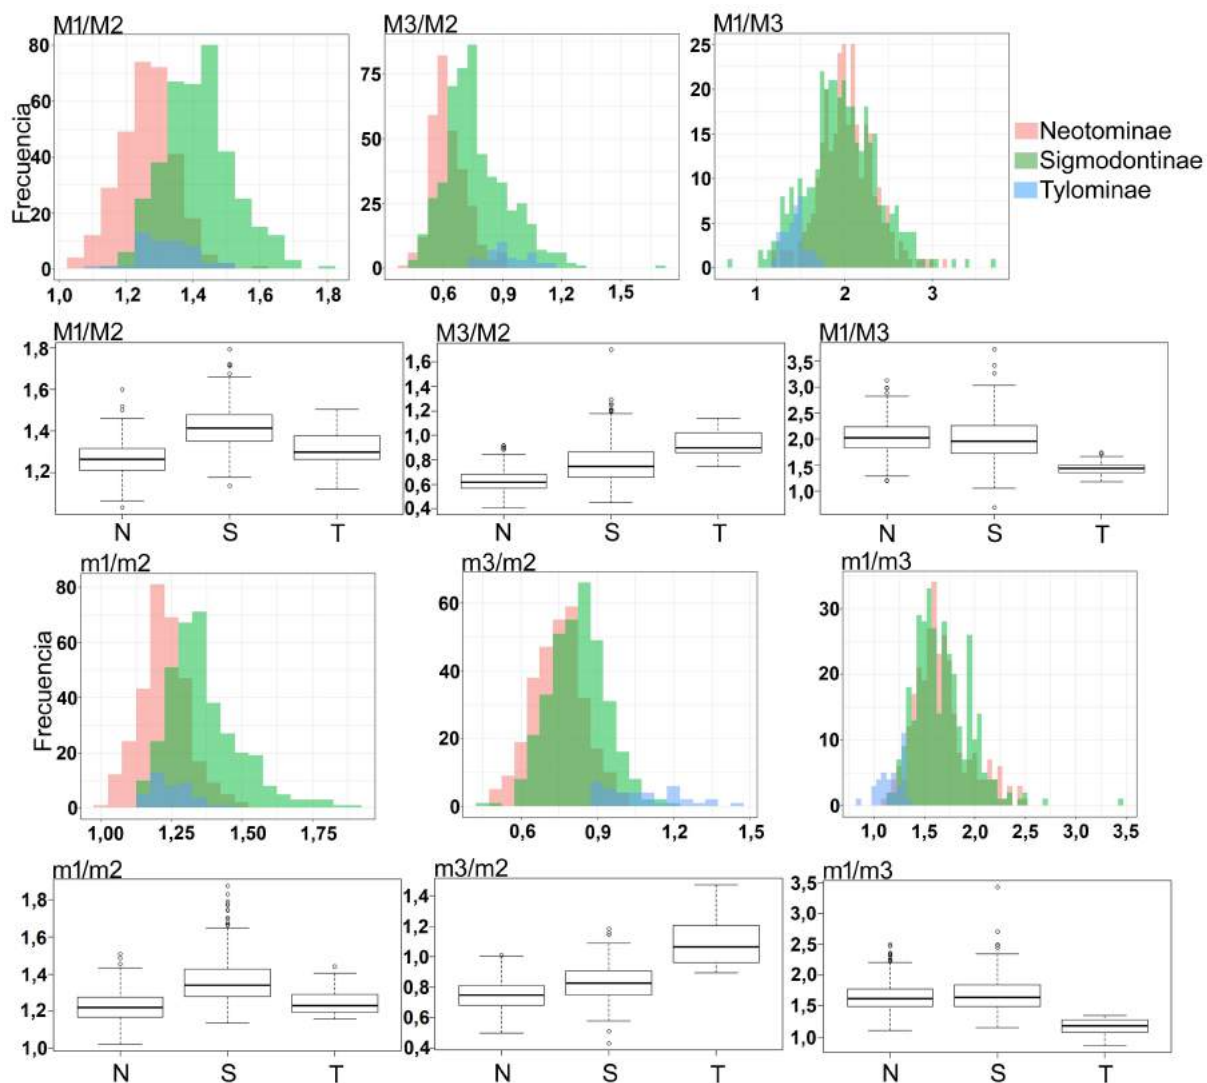 M1/M2 M3/M2 M1/M3
80
60
40
20
0
Frecuencia
1,0 1,2 1,4 1,6 1,8
75
50
25
0
0,6 0,9 1,2 1,5
25
20
15
10
5
0
1 2 3
Neotominae
Sigmodontinae
Tylominae
M1/M2 M3/M2 M1/M3
1,8
1,6
1,4
1,2
N S T
1,6
1,4
1,2
1,0
0,8
0,6
0,4
N S T
3,5
3,0
2,5
2,0
1,5
1,0
N S T
m1/m2 m3/m2 m1/m3
80
60
40
20
0
Frecuencia
1,00 1,25 1,50 1,75
60
40
20
0
0,6 0,9 1,2 1,5
30
20
10
0
1,0 1,5 2,0 2,5 3,0 3,5
m1/m2 m3/m2 m1/m3
1,8
1,6
1,4
1,2
1,0
N S T
1,4
1,2
1,0
0,8
0,6
0,4
N S T
3,5
2,5
2,0
1,5
1,0
N S T